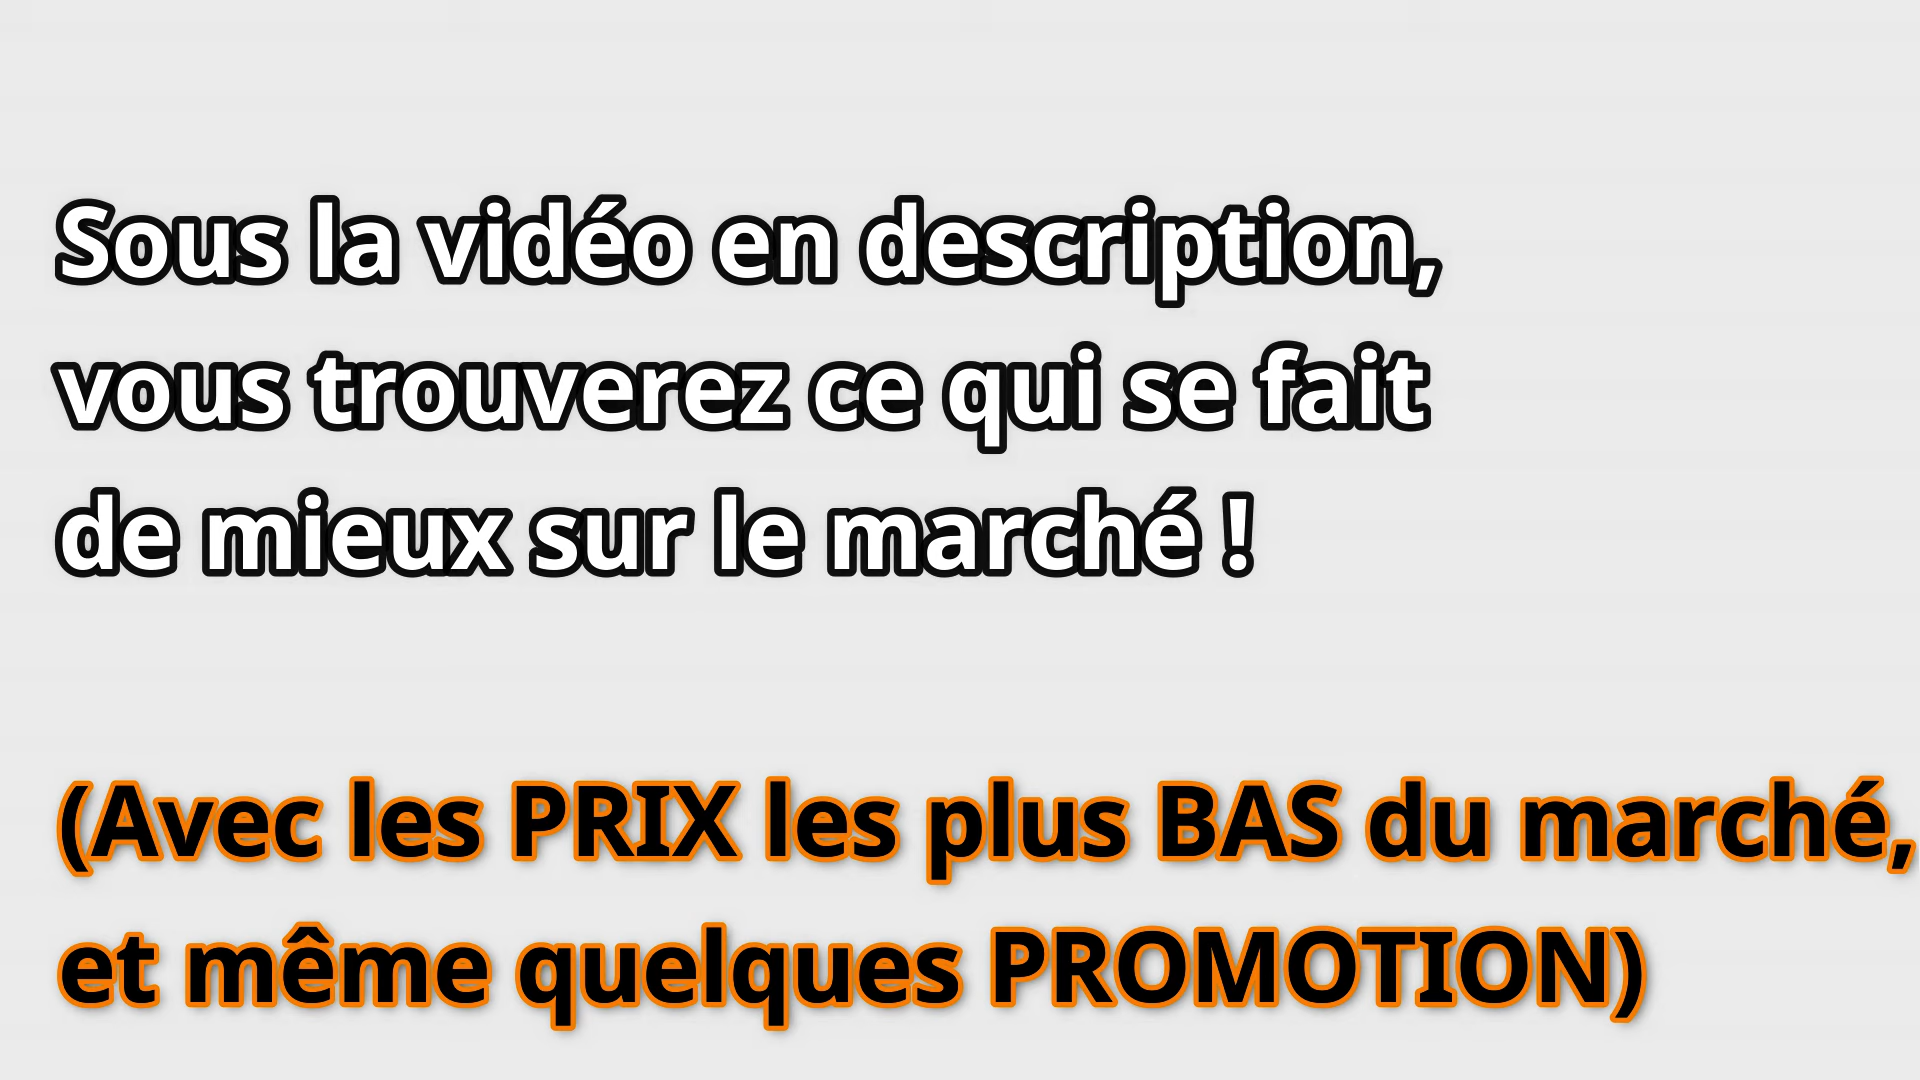 Sous la vidéo en description,
vous trouverez ce qui se fait
de mieux sur le marché !
(Avec les PRIX les plus BAS du marché,
et même quelques PROMOTION)